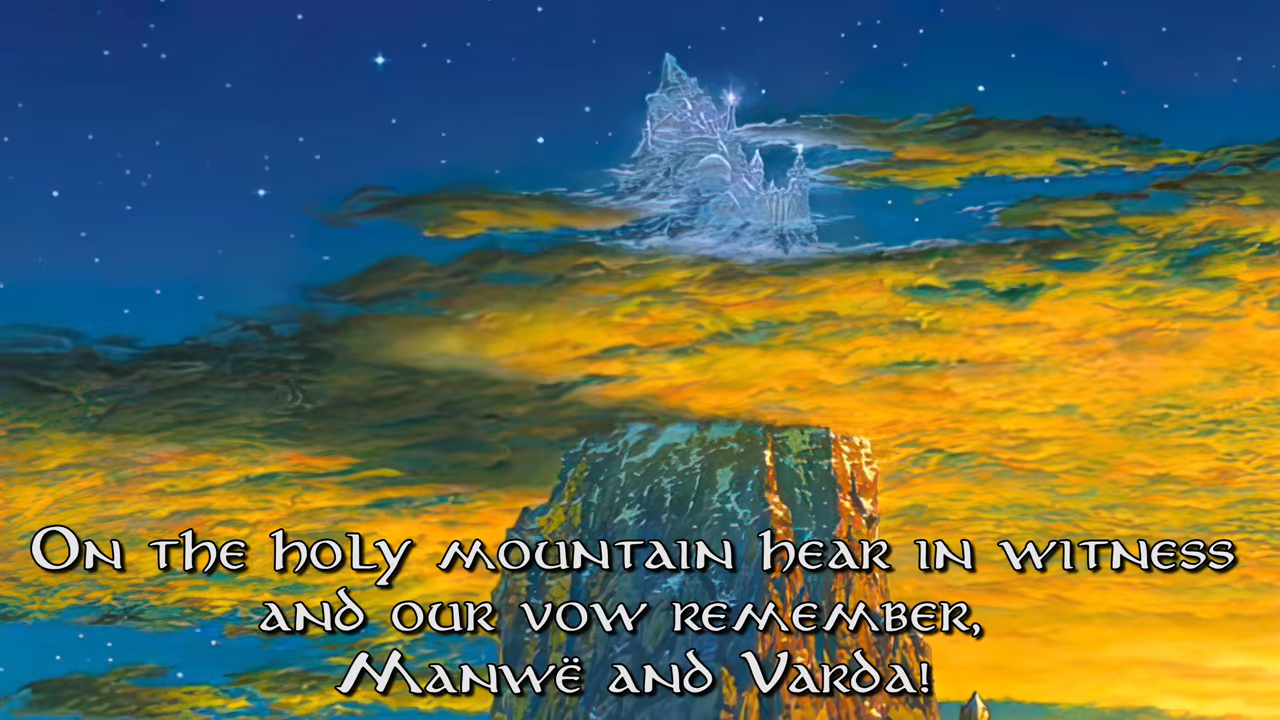 On the holy mountain hear in witness
and our vow remember,
Manwë and Varda!